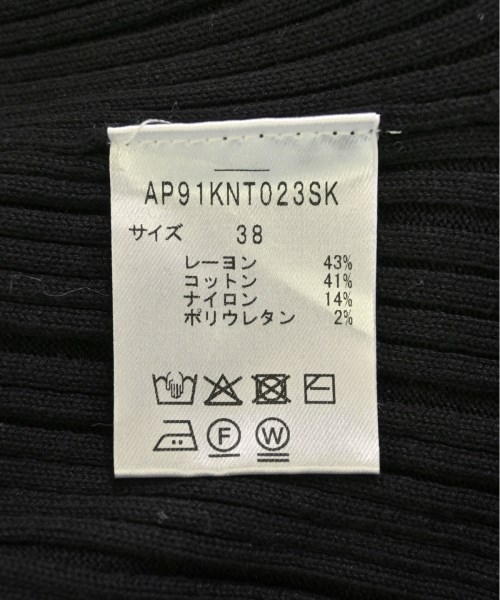 AP91KNT023SK
サイズ 38
レーヨン 43%
コットン 41%
ナイロン 14%
ポリウレタン 2%
F W